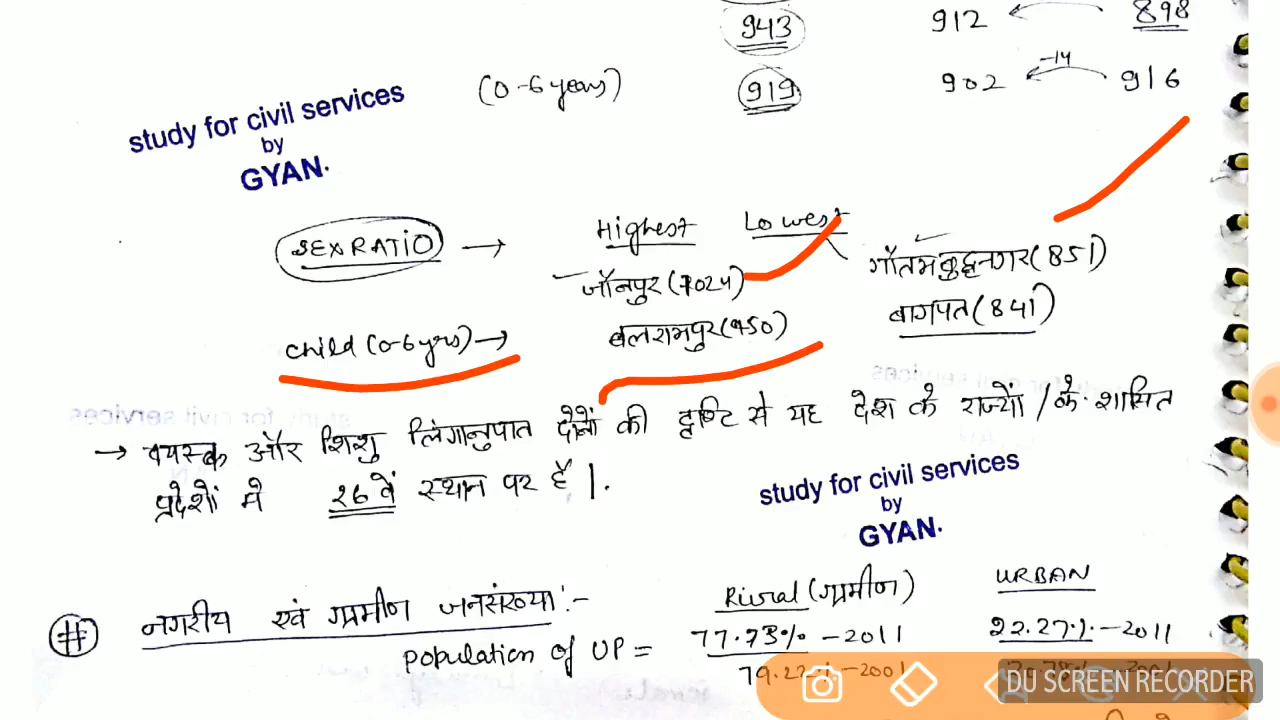 943 912 898
(0-6 years) 919 902 -14 916
study for civil services
by
GYAN.
SEX RATIO → Highest Lowest
जौनपुर (1024) गौतमबुद्धनगर (851)
child (0-6 yrs) → बलरामपुर (950) बागपत (841)
→ वयस्क और शिशु लिंगानुपात दोनों की दृष्टि से यह देश के राज्यों / के. शासित
प्रदेशों मे 26 वें स्थान पर है |.
study for civil services
by
GYAN.
# नगरीय एवं ग्रामीण जनसंख्या :-
Rural (ग्रामीण) URBAN
population of UP = 77.73% - 2011 22.27% - 2011
79.22% - 2001
DU SCREEN RECORDER